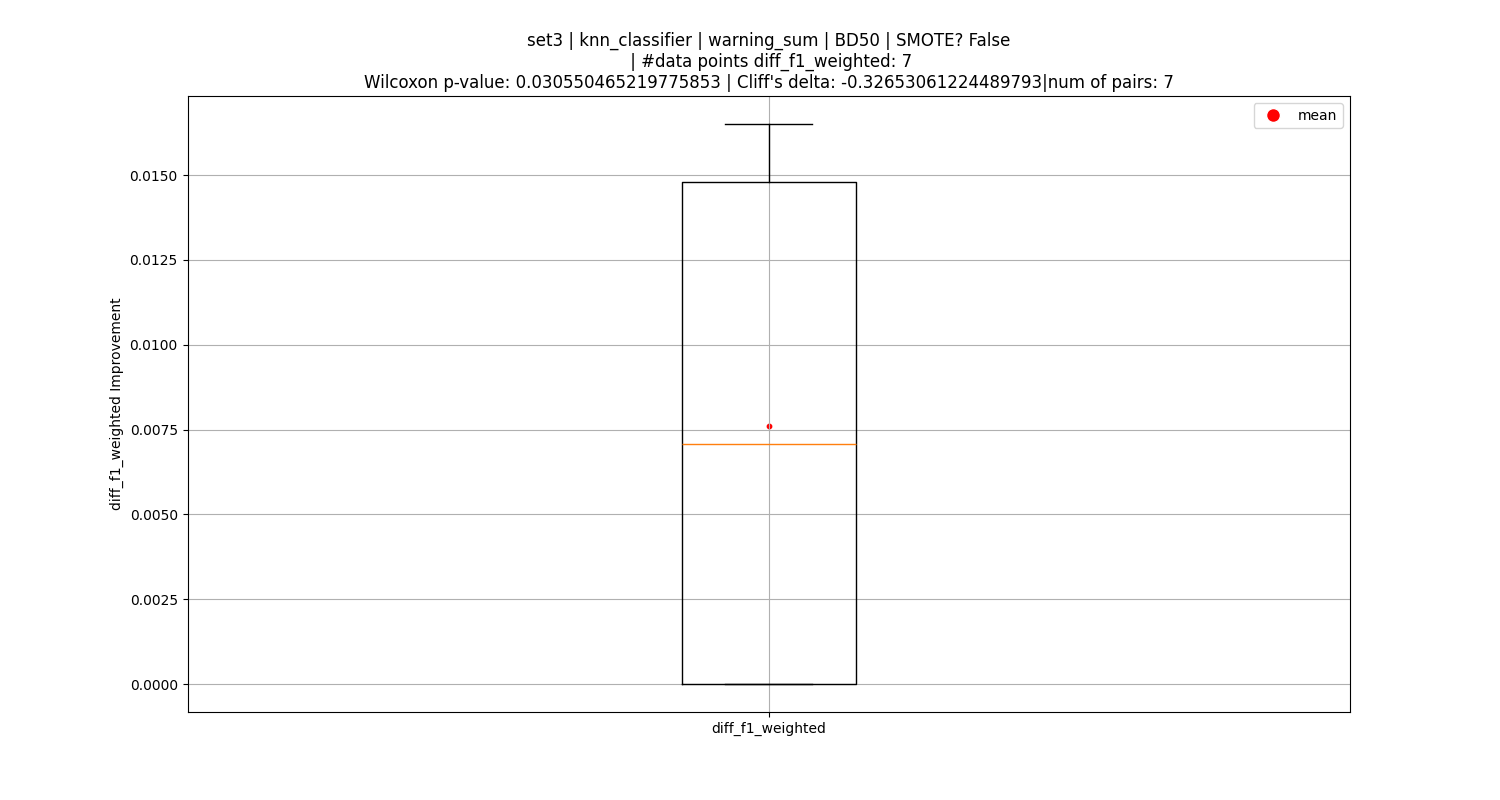 set3 | knn_classifier | warning_sum | BD50 | SMOTE? False
| #data points diff_f1_weighted: 7
Wilcoxon p-value: 0.030550465219775853 | Cliff's delta: -0.32653061224489793|num of pairs: 7
mean
0.0150
0.0125
0.0100
0.0075
0.0050
0.0025
0.0000
diff_f1_weighted Improvement
diff_f1_weighted